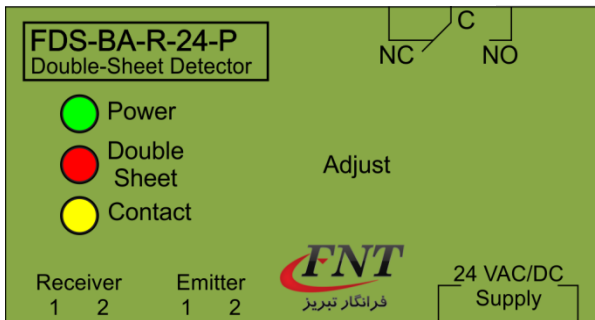 FDS-BA-R-24-P
Double-Sheet Detector
C
NC
NO
Power
Double
Sheet
Adjust
Contact
FNT
فرانگار تبریز
Receiver
1 2
Emitter
1 2
24 VAC/DC
Supply